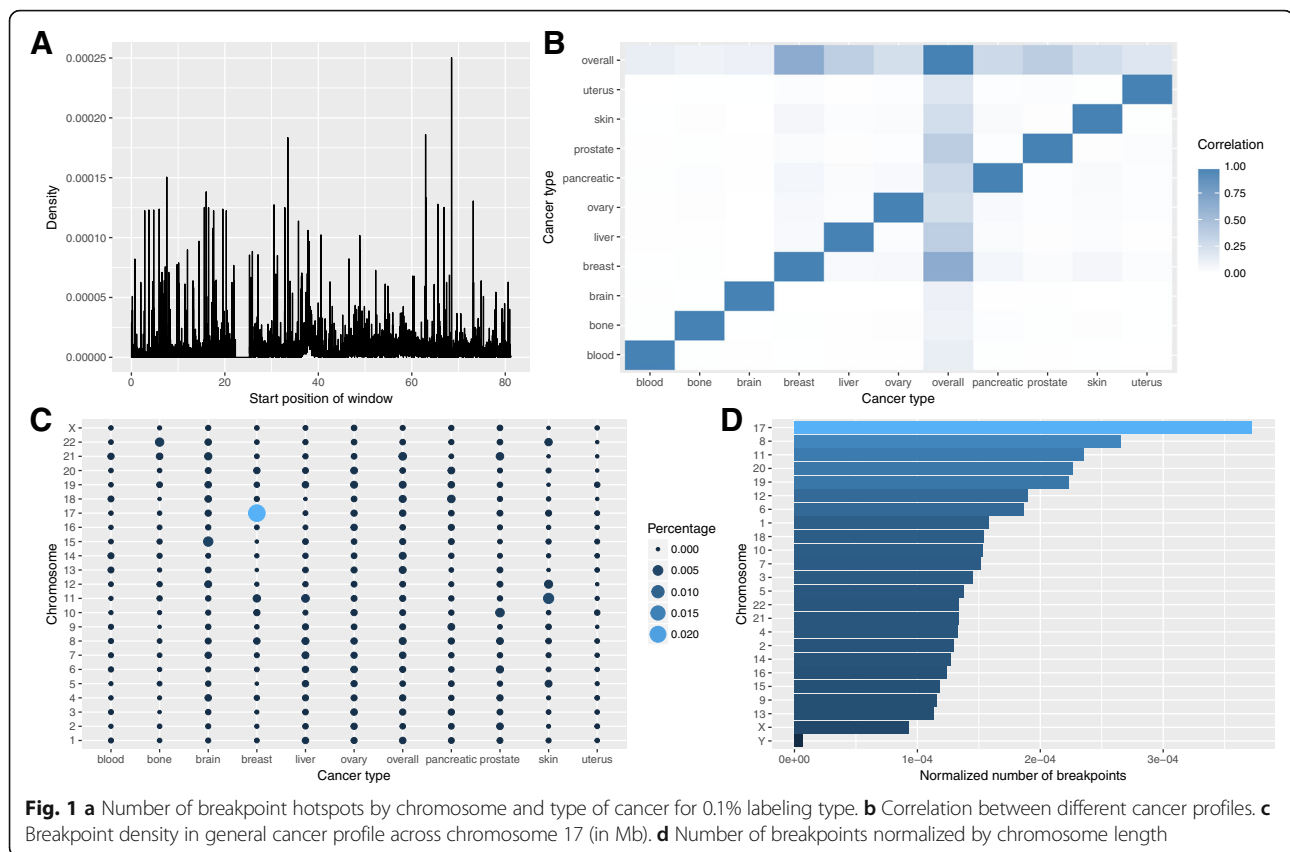 A
0.00025
0.00020
0.00015
0.00010
0.00005
0.00000
Density
0 20 40 60 80
Start position of window
B
overall
uterus
skin
prostate
pancreatic
ovary
liver
breast
brain
bone
blood
Cancer type
blood bone brain breast liver ovary overall pancreatic prostate skin uterus
Cancer type
Correlation
1.00
0.75
0.50
0.25
0.00
C
X
22
21
20
19
18
17
16
15
14
13
12
11
10
9
8
7
6
5
4
3
2
1
Chromosome
blood bone brain breast liver ovary overall pancreatic prostate skin uterus
Cancer type
Percentage
0.000
0.005
0.010
0.015
0.020
D
17
8
11
20
19
12
6
1
18
10
7
3
5
22
21
4
2
14
16
15
9
13
X
Y
Chromosome
0e+00 1e−04 2e−04 3e−04
Normalized number of breakpoints
Fig. 1 a Number of breakpoint hotspots by chromosome and type of cancer for 0.1% labeling type. b Correlation between different cancer profiles. c
Breakpoint density in general cancer profile across chromosome 17 (in Mb). d Number of breakpoints normalized by chromosome length